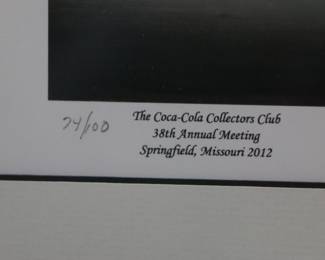 74/100
The Coca-Cola Collectors Club
38th Annual Meeting
Springfield, Missouri 2012